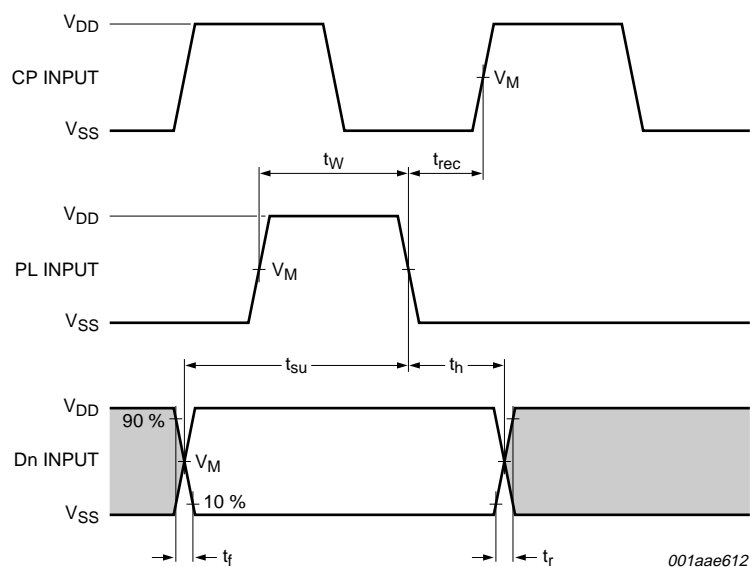 VDD
CP INPUT
VM
VSS
tW
trec
VDD
PL INPUT
VM
VSS
tsu
th
VDD
90 %
Dn INPUT
VM
10 %
VSS
tf
tr
001aae612